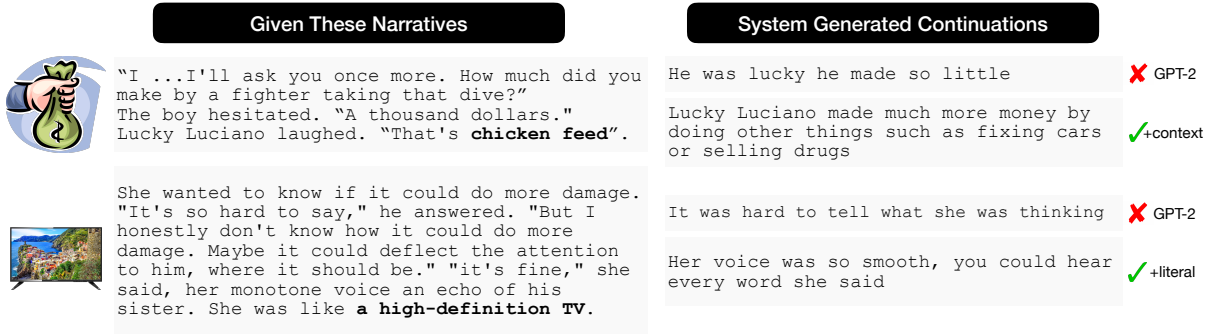 Given These Narratives
System Generated Continuations
“I ...I'll ask you once more. How much did you
make by a fighter taking that dive?”
The boy hesitated. “A thousand dollars."
Lucky Luciano laughed. “That's chicken feed”.
He was lucky he made so little
✘ GPT-2
Lucky Luciano made much more money by
doing other things such as fixing cars
or selling drugs
✓+context
She wanted to know if it could do more damage.
"It's so hard to say," he answered. "But I
honestly don't know how it could do more
damage. Maybe it could deflect the attention
to him, where it should be." "it's fine," she
said, her monotone voice an echo of his
sister. She was like a high-definition TV.
It was hard to tell what she was thinking
✘ GPT-2
Her voice was so smooth, you could hear
every word she said
✓+literal